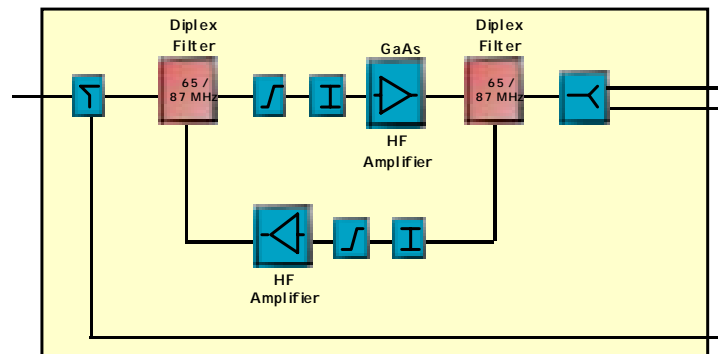 Diplex
Filter
GaAs
Diplex
Filter
65 /
87 MHz
65 /
87 MHz
HF
Amplifier
HF
Amplifier